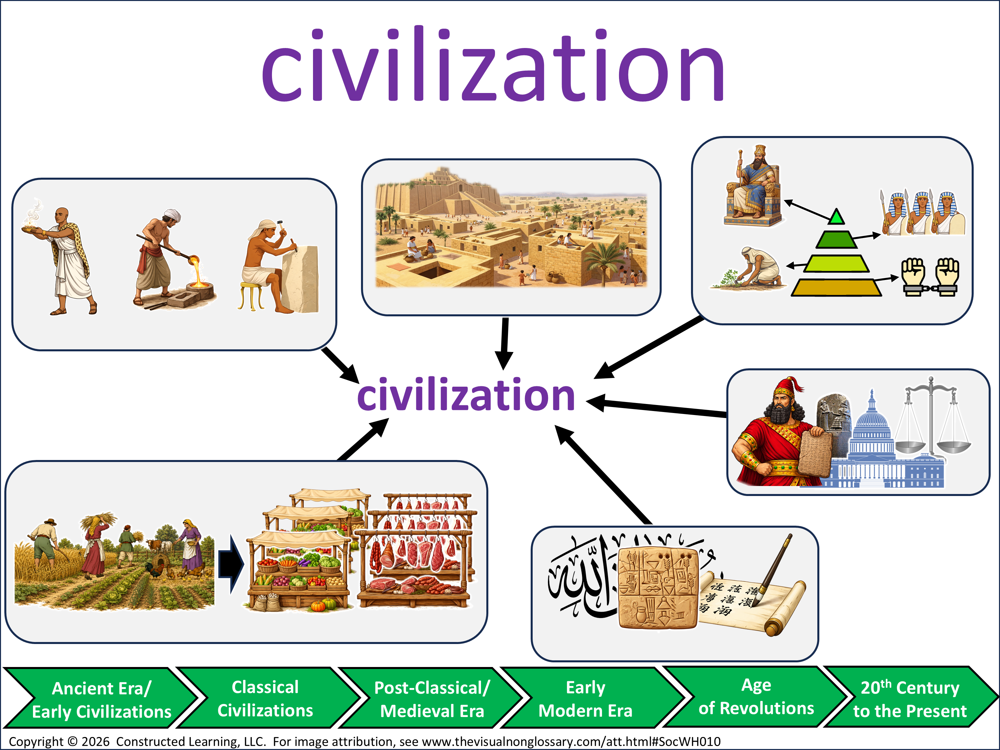 civilization
civilization
الله
Ancient Era/
Early Civilizations
Classical
Civilizations
Post-Classical/
Medieval Era
Early
Modern Era
Age
of Revolutions
20th Century
to the Present
Copyright © 2026 Constructed Learning, LLC. For image attribution, see www.thevisualnonglossary.com/att.html#SocWH010